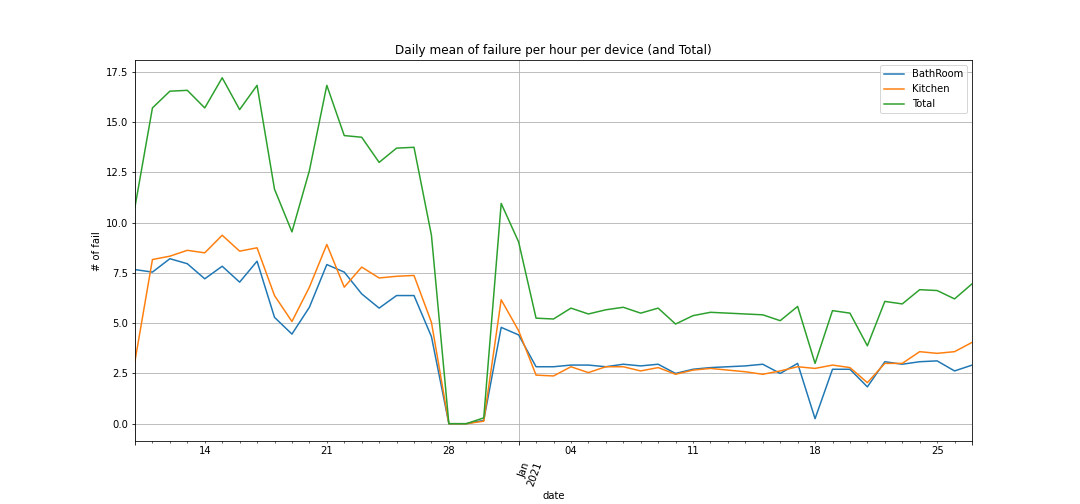 Daily mean of failure per hour per device (and Total)
17.5
15.0
12.5
10.0
7.5
5.0
2.5
0.0
# of fail
BathRoom
Kitchen
Total
14
21
28
Jan
2021
04
11
18
25
date